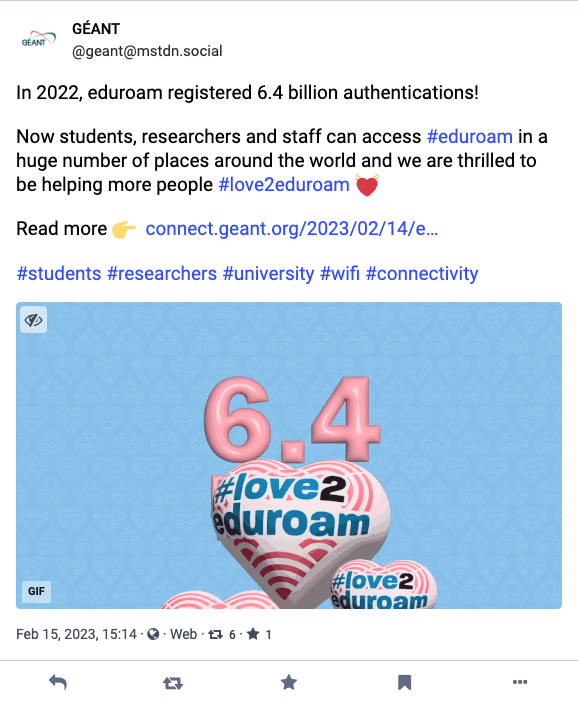 GÉANT
GÉANT
@geant@mstdn.social
In 2022, eduroam registered 6.4 billion authentications!
Now students, researchers and staff can access #eduroam in a
huge number of places around the world and we are thrilled to
be helping more people #love2eduroam 💓
Read more 👉 connect.geant.org/2023/02/14/e…
#students #researchers #university #wifi #connectivity
6.4
#love2
eduroam
#love2
eduroam
GIF
Feb 15, 2023, 15:14 · Web · 6 · 1